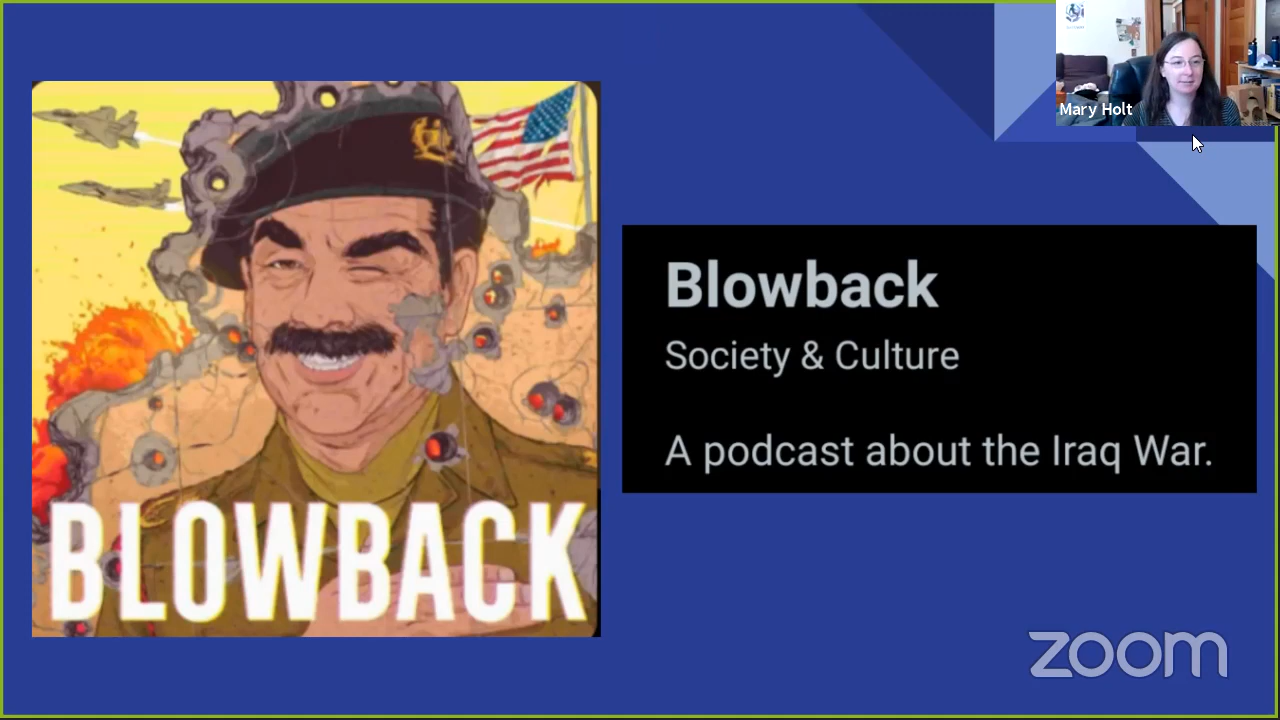 Mary Holt
BLOWBACK
Blowback
Society & Culture
A podcast about the Iraq War.
zoom